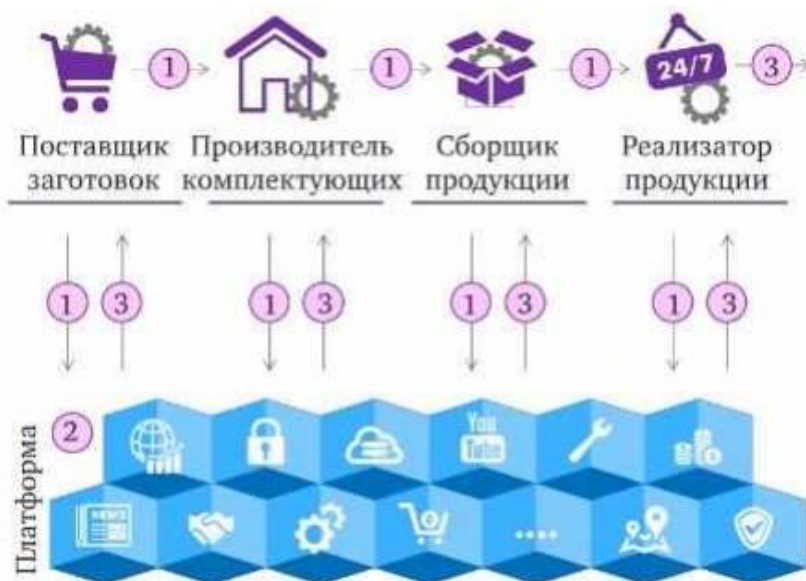 1
1
1
24/7
3
Поставщик
заготовок
Производитель
комплектующих
Сборщик
продукции
Реализатор
продукции
1
3
1
3
1
3
1
3
Платформа
2
You
Tube
NEWS
....